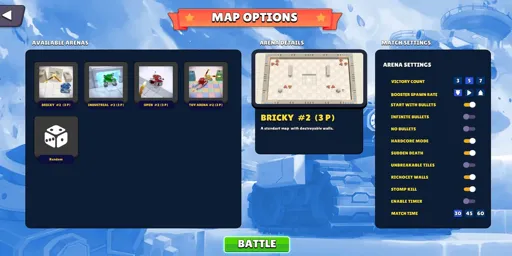 MAP OPTIONS
AVAILABLE ARENAS
BRICKY #2 (3P)
INDUSTRIAL #2 (3P)
OPEN #2 (3P)
TOY ARENA #2 (3P)
Random
ARENA DETAILS
BRICKY #2 (3P)
A standart map with destroyable walls.
MATCH SETTINGS
ARENA SETTINGS
VICTORY COUNT 3 5 7
BOOSTER SPAWN RATE
START WITH BULLETS
INFINITE BULLETS
NO BULLETS
HARDCORE MODE
SUDDEN DEATH
UNBREAKABLE TILES
RICHOCET WALLS
STOMP KILL
ENABLE TIMER
MATCH TIME 30 45 60
BATTLE